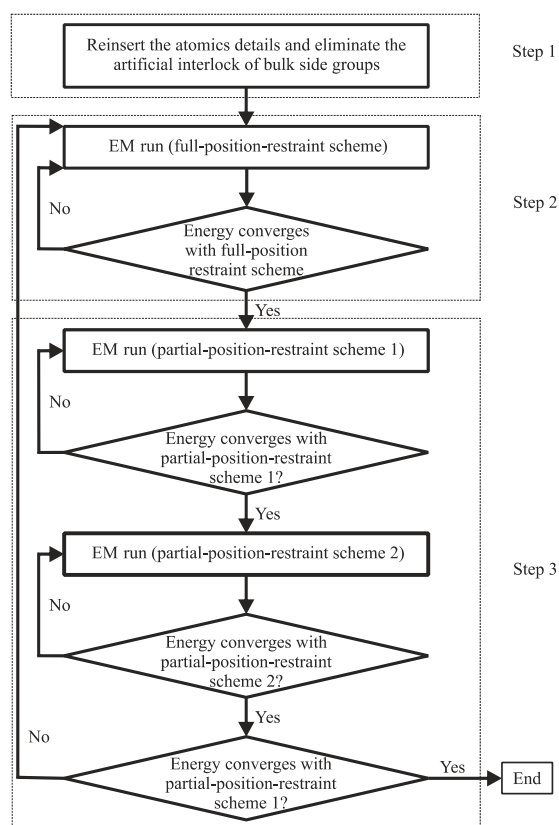 Reinsert the atomics details and eliminate the
artificial interlock of bulk side groups
Step 1
EM run (full-position-restraint scheme)
No
Step 2
Energy converges
with full-position
restraint scheme
Yes
EM run (partial-position-restraint scheme 1)
No
Energy converges with
partial-position-restraint
scheme 1?
Yes
EM run (partial-position-restraint scheme 2)
Step 3
No
Energy converges with
partial-position-restraint
scheme 2?
Yes
No
Energy converges with
partial-position-restraint
scheme 1?
Yes
End